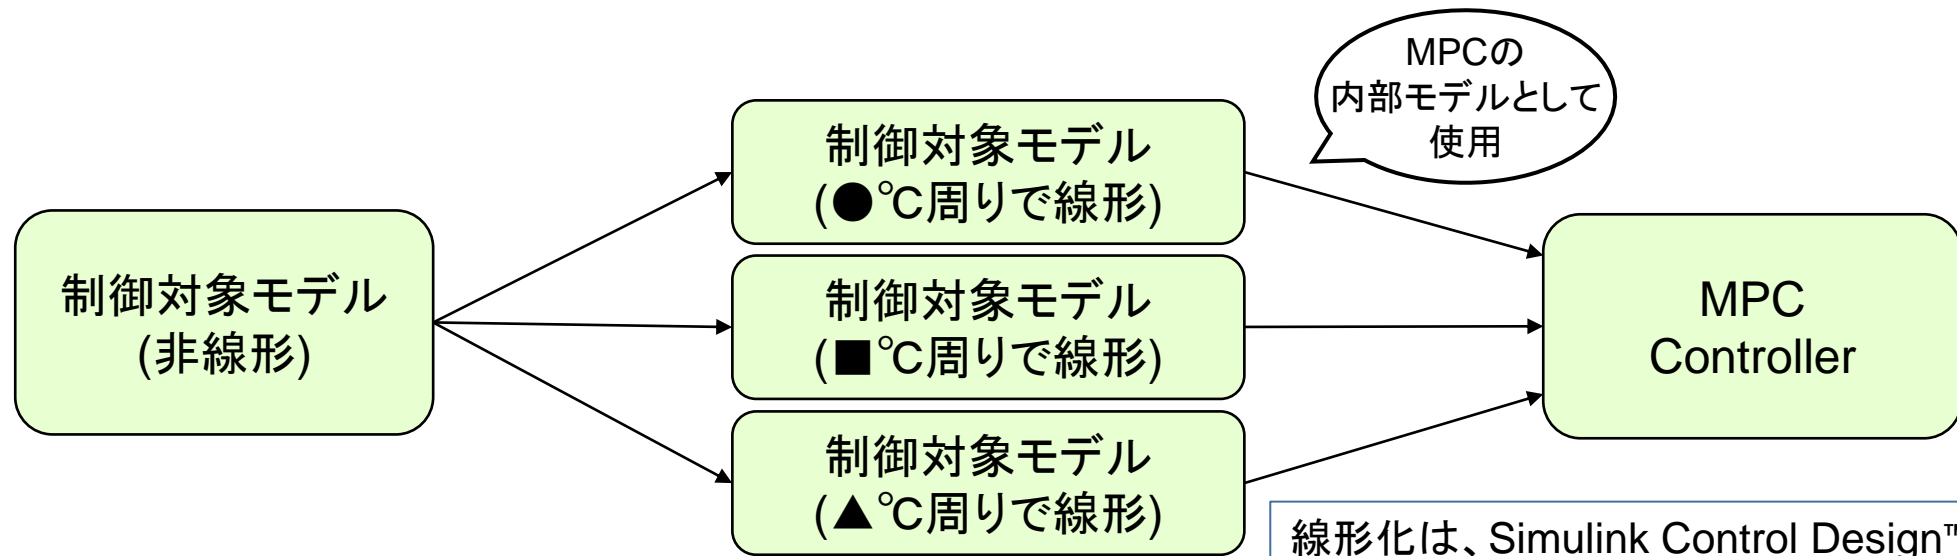 MPCの
内部モデルとして
使用
制御対象モデル
(●℃周りで線形)
制御対象モデル
(非線形)
制御対象モデル
(■℃周りで線形)
MPC
Controller
制御対象モデル
(▲℃周りで線形)
線形化は、Simulink Control Design™